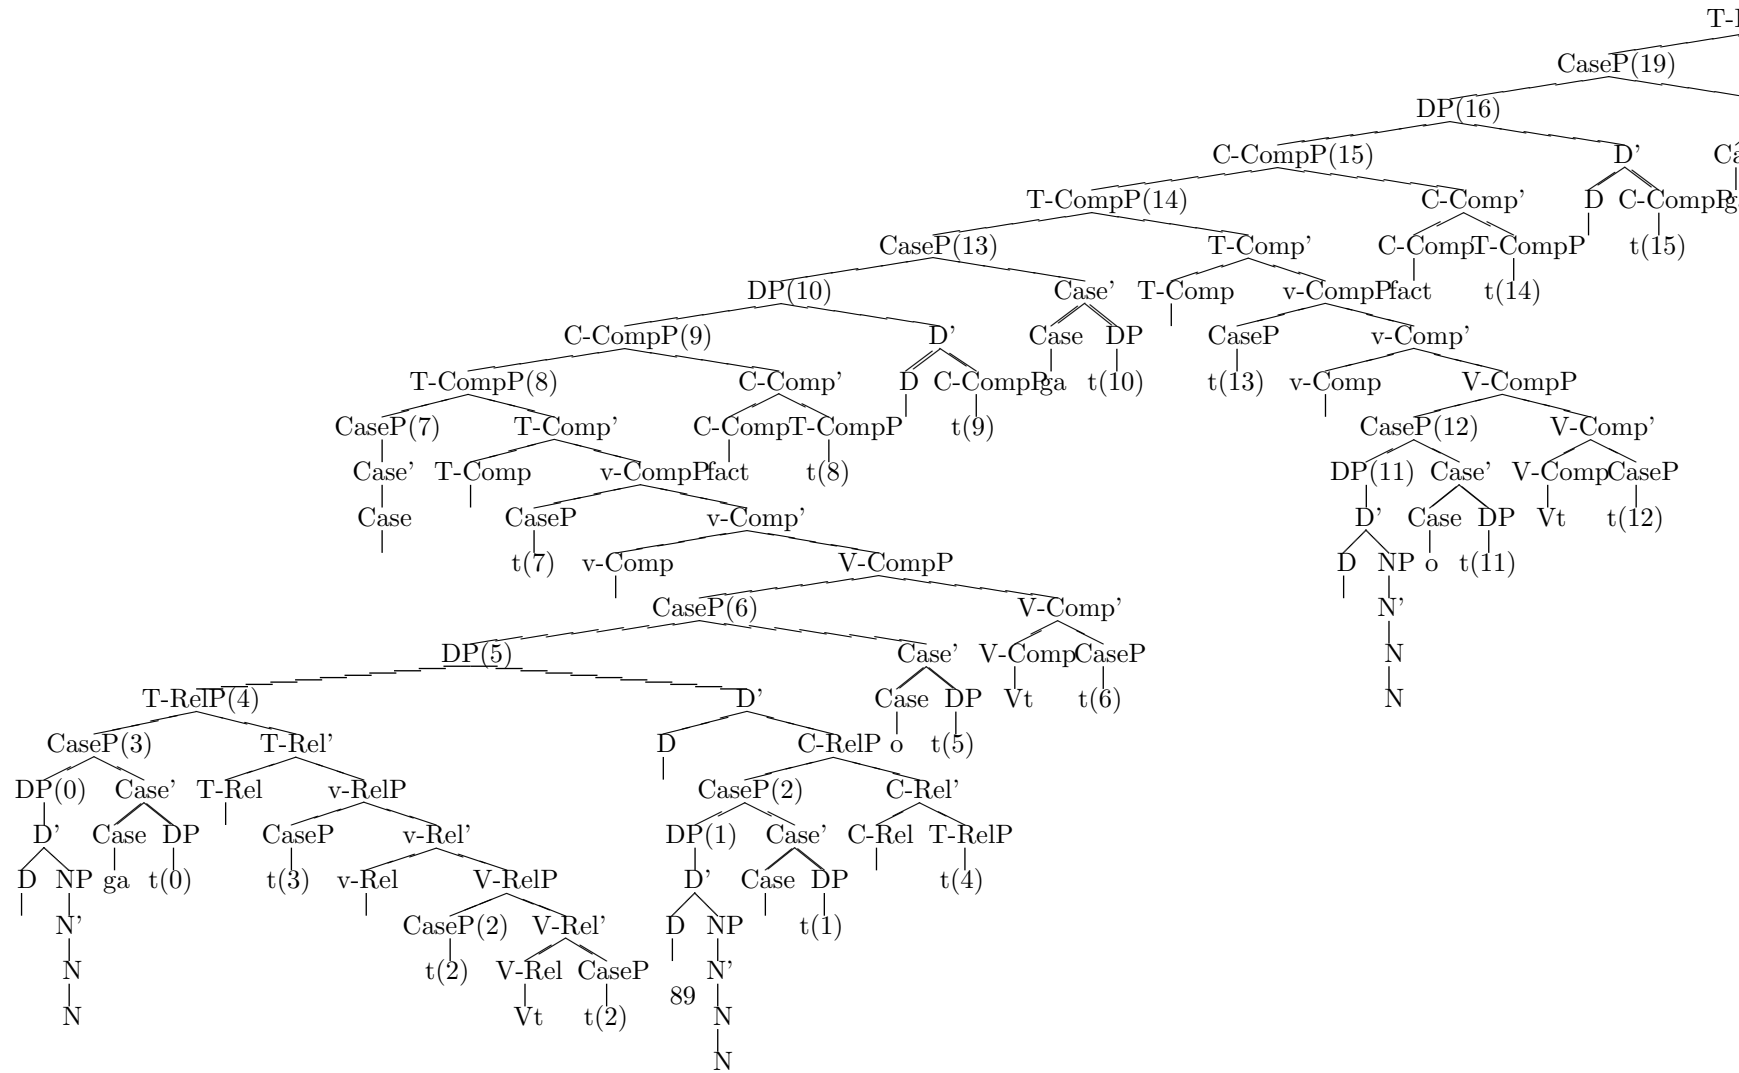 T-
CaseP(19)
DP(16)
C-CompP(15) D'
T-CompP(14) C-Comp' D C-CompP
CaseP(13) T-Comp' C-Comp T-CompP t(15)
DP(10) Case' T-Comp v-CompP fact t(14)
C-CompP(9) D' Case DP CaseP v-Comp'
T-CompP(8) C-Comp' D C-CompP ga t(10) t(13) v-Comp V-CompP
CaseP(7) T-Comp' C-Comp T-CompP t(9) CaseP(12) V-Comp'
Case' T-Comp v-CompP fact t(8) DP(11) Case' V-Comp CaseP
Case CaseP v-Comp' D' Case DP Vt t(12)
t(7) v-Comp V-CompP D NP o t(11)
CaseP(6) V-Comp' N'
DP(5) Case' V-Comp CaseP N
T-RelP(4) D' Case DP Vt t(6) N
CaseP(3) T-Rel' D C-RelP o t(5)
DP(0) Case' T-Rel v-RelP CaseP(2) C-Rel'
D' Case DP CaseP v-Rel' DP(1) Case' C-Rel T-RelP
D NP ga t(0) t(3) v-Rel V-RelP D' Case DP t(4)
N' CaseP(2) V-Rel' D NP t(1)
N t(2) V-Rel CaseP N'
89
N Vt t(2) N
N